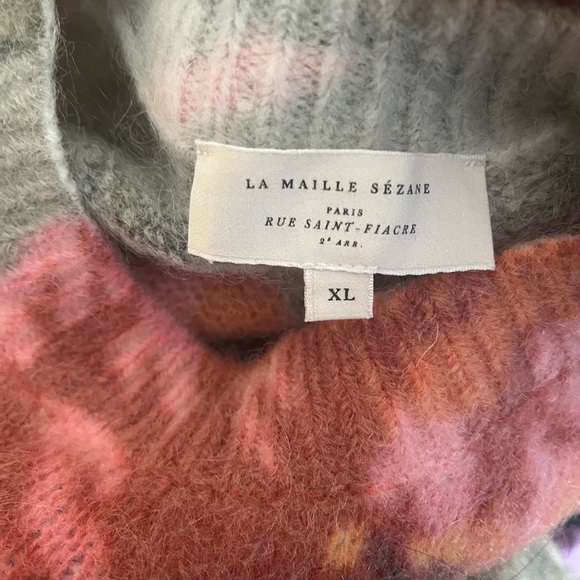 LA MAILLE SÉZANE
PARIS
RUE SAINT-FIACRE
2ᵉ ARR.
XL